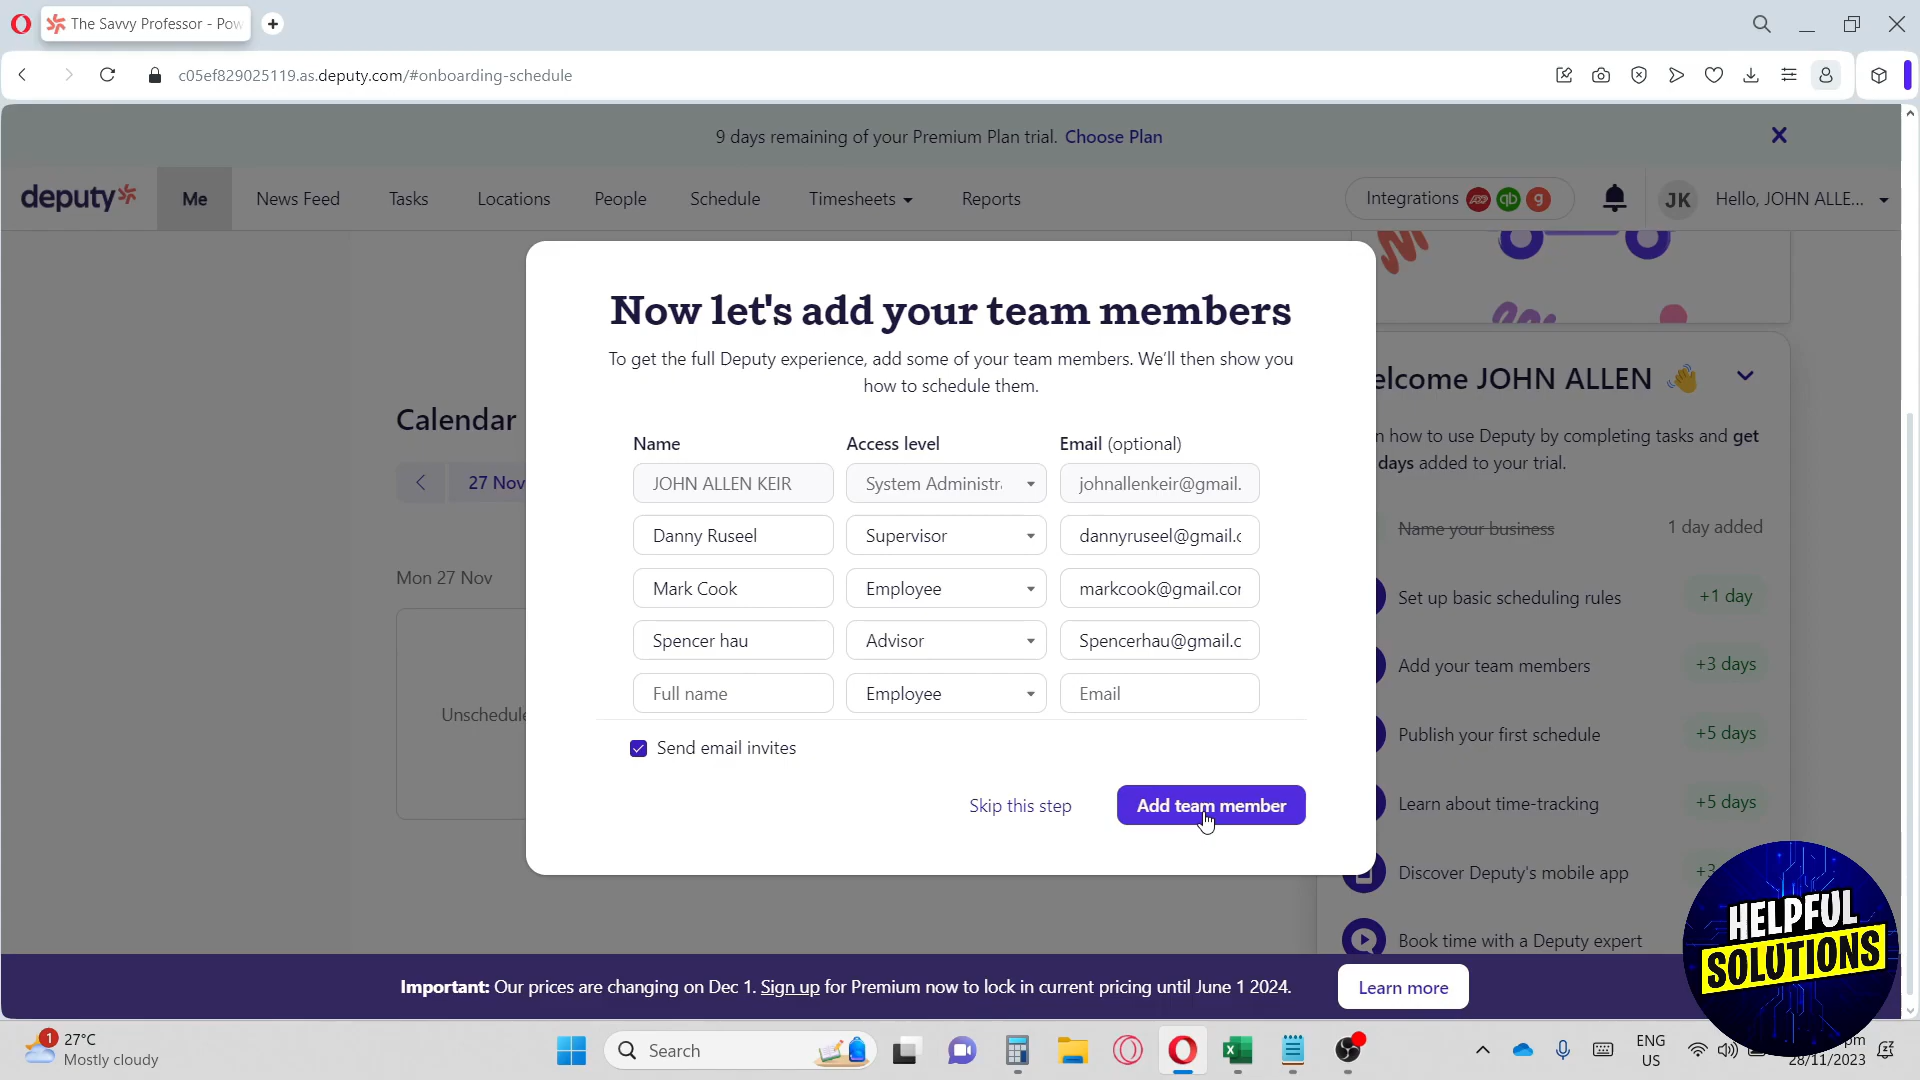 The Savvy Professor - Pow
c05ef829025119.as.deputy.com/#onboarding-schedule
9 days remaining of your Premium Plan trial. Choose Plan
deputy
Me
News Feed
Tasks
Locations
People
Schedule
Timesheets
Reports
Integrations
qb
g
JK
Hello, JOHN ALLE...
Now let's add your team members
To get the full Deputy experience, add some of your team members. We'll then show you
how to schedule them.
Name Access level Email (optional)
JOHN ALLEN KEIR System Administr johnallenkeir@gmail.
Danny Ruseel Supervisor dannyruseel@gmail.c
Mark Cook Employee markcook@gmail.cor
Spencer hau Advisor Spencerhau@gmail.c
Full name Employee Email
Send email invites
Skip this step
Add team member
Calendar
27 Nov
Mon 27 Nov
Unschedule
elcome JOHN ALLEN 👋
n how to use Deputy by completing tasks and get
days added to your trial.
Name your business 1 day added
Set up basic scheduling rules +1 day
Add your team members +3 days
Publish your first schedule +5 days
Learn about time-tracking +5 days
Discover Deputy's mobile app +3
Book time with a Deputy expert
Important: Our prices are changing on Dec 1. Sign up for Premium now to lock in current pricing until June 1 2024.
Learn more
HELPFUL
SOLUTIONS
1
27°C
Mostly cloudy
Search
ENG
US
pm
28/11/2023